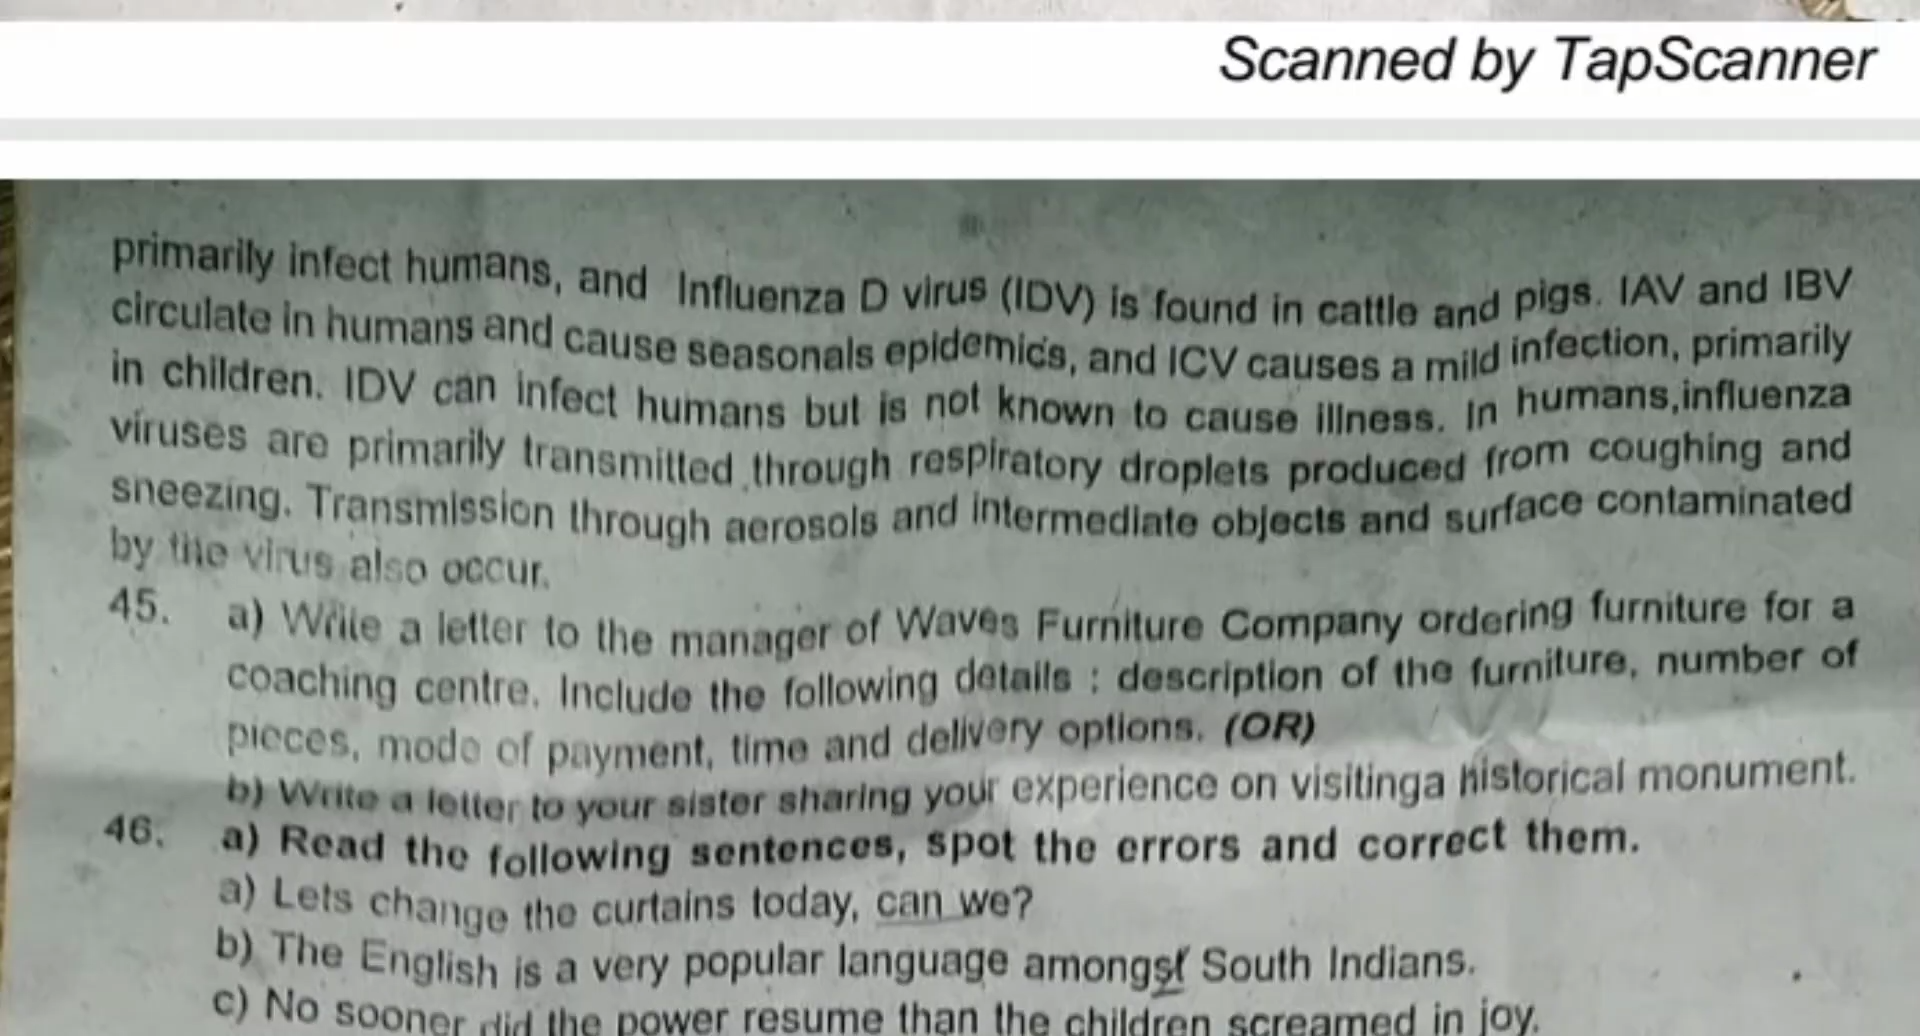 Scanned by TapScanner
primarily infect humans, and Influenza D virus (IDV) is found in cattle and pigs. IAV and IBV
circulate in humans and cause seasonals epidemics, and ICV causes a mild infection, primarily
in children. IDV can infect humans but is not known to cause illness. In humans,influenza
viruses are primarily transmitted through respiratory droplets produced from coughing and
sneezing. Transmission through aerosols and intermediate objects and surface contaminated
by the virus also occur.
45. a) Write a letter to the manager of Waves Furniture Company ordering furniture for a
coaching centre. Include the following details : description of the furniture, number of
pieces, mode of payment, time and delivery options. (OR)
b) Write a letter to your sister sharing your experience on visitinga historical monument.
46. a) Read the following sentences, spot the errors and correct them.
a) Lets change the curtains today, can we?
b) The English is a very popular language amongst South Indians.
c) No sooner did the power resume than the children screamed in joy.